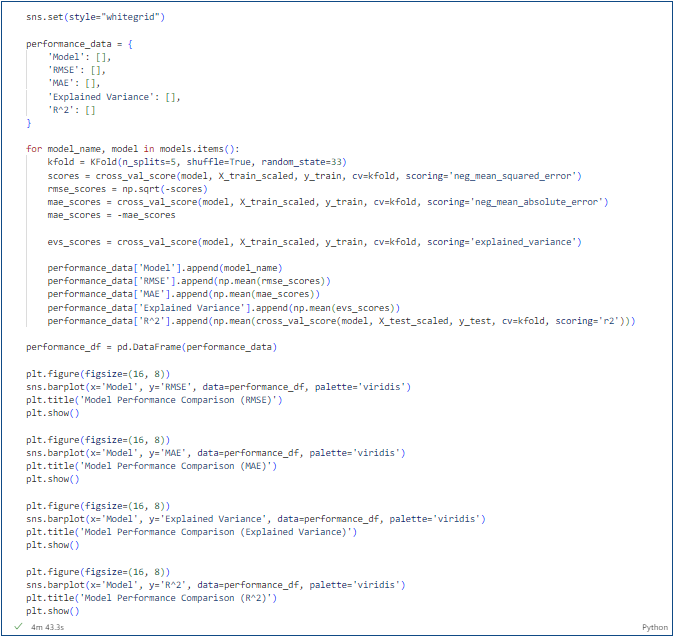 sns.set(style="whitegrid")
performance_data = {
    'Model': [],
    'RMSE': [],
    'MAE': [],
    'Explained Variance': [],
    'R^2': []
}
for model_name, model in models.items():
    kfold = KFold(n_splits=5, shuffle=True, random_state=33)
    scores = cross_val_score(model, X_train_scaled, y_train, cv=kfold, scoring='neg_mean_squared_error')
    rmse_scores = np.sqrt(-scores)
    mae_scores = cross_val_score(model, X_train_scaled, y_train, cv=kfold, scoring='neg_mean_absolute_error')
    mae_scores = -mae_scores
    evs_scores = cross_val_score(model, X_train_scaled, y_train, cv=kfold, scoring='explained_variance')
    performance_data['Model'].append(model_name)
    performance_data['RMSE'].append(np.mean(rmse_scores))
    performance_data['MAE'].append(np.mean(mae_scores))
    performance_data['Explained Variance'].append(np.mean(evs_scores))
    performance_data['R^2'].append(np.mean(cross_val_score(model, X_test_scaled, y_test, cv=kfold, scoring='r2')))
performance_df = pd.DataFrame(performance_data)
plt.figure(figsize=(16, 8))
sns.barplot(x='Model', y='RMSE', data=performance_df, palette='viridis')
plt.title('Model Performance Comparison (RMSE)')
plt.show()
plt.figure(figsize=(16, 8))
sns.barplot(x='Model', y='MAE', data=performance_df, palette='viridis')
plt.title('Model Performance Comparison (MAE)')
plt.show()
plt.figure(figsize=(16, 8))
sns.barplot(x='Model', y='Explained Variance', data=performance_df, palette='viridis')
plt.title('Model Performance Comparison (Explained Variance)')
plt.show()
plt.figure(figsize=(16, 8))
sns.barplot(x='Model', y='R^2', data=performance_df, palette='viridis')
plt.title('Model Performance Comparison (R^2)')
plt.show()
✓ 4m 43.3s Python